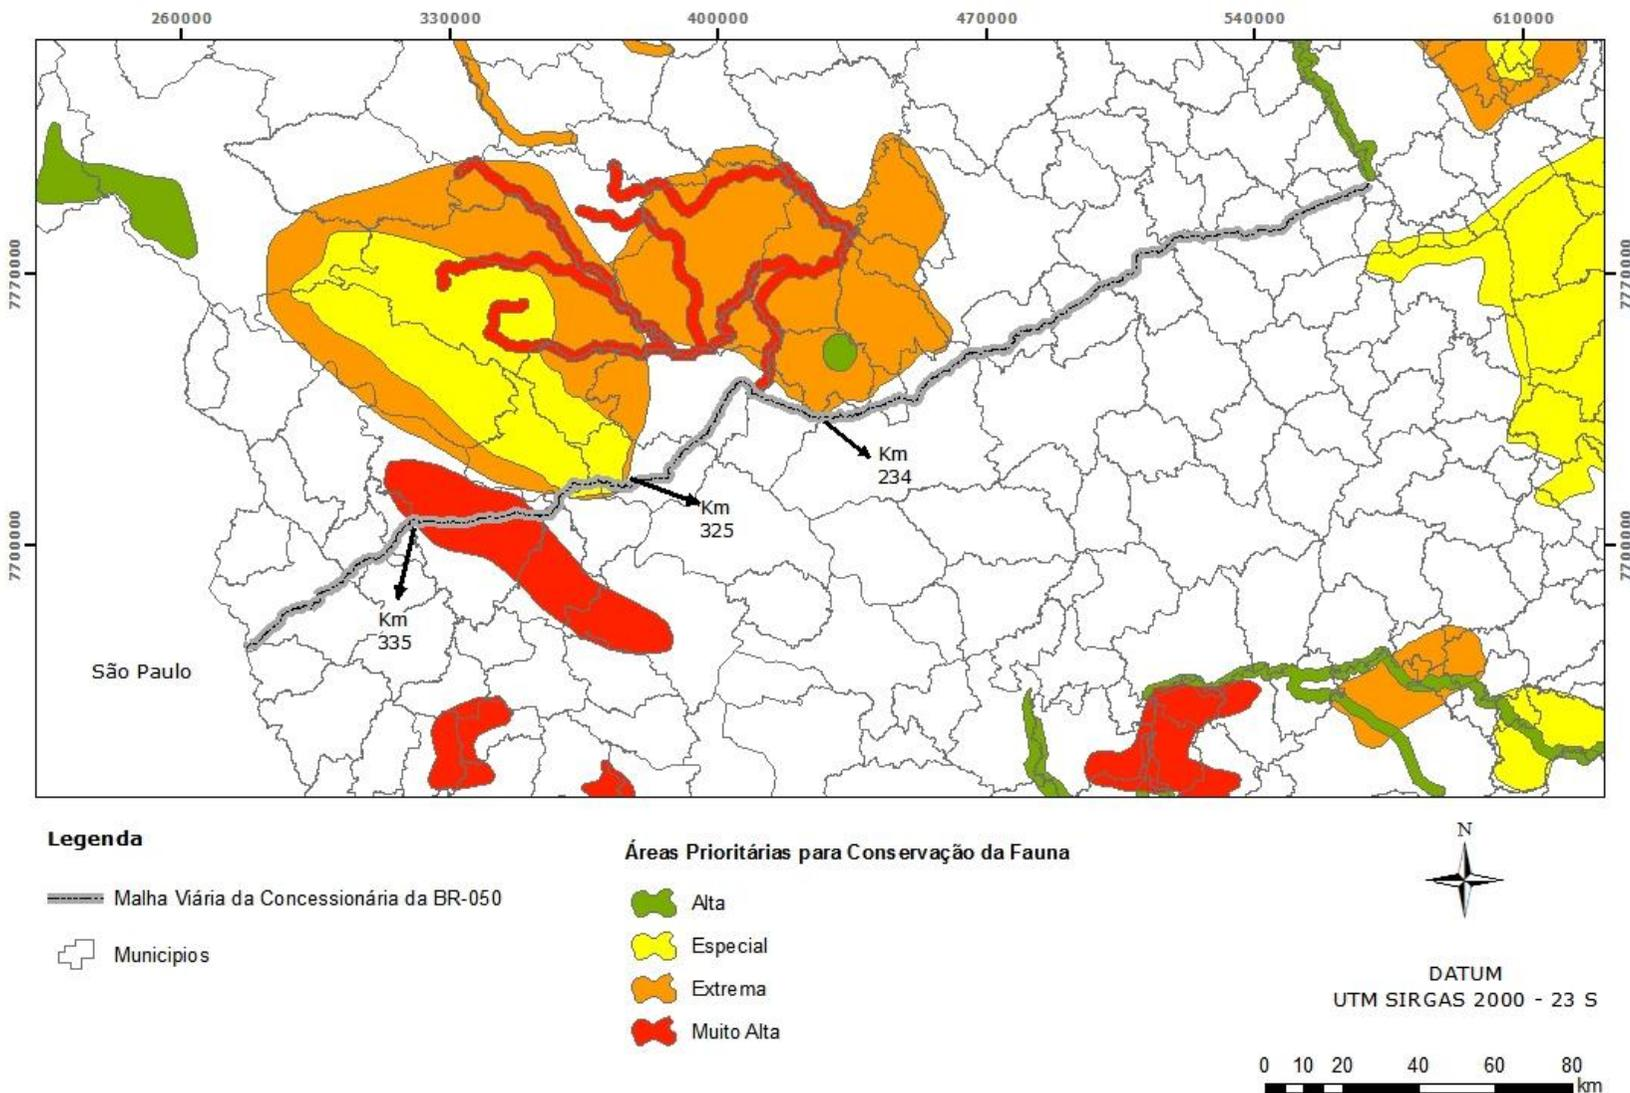 260000
330000
400000
470000
540000
610000
7770000
7770000
Km
234
Km
325
7700000
7700000
Km
335
São Paulo
Legenda
Malha Viária da Concessionária da BR-050
Municipios
Áreas Prioritárias para Conservação da Fauna
Alta
Especial
Extrema
Muito Alta
N
DATUM
UTM SIRGAS 2000 - 23 S
0 10 20 40 60 80
km